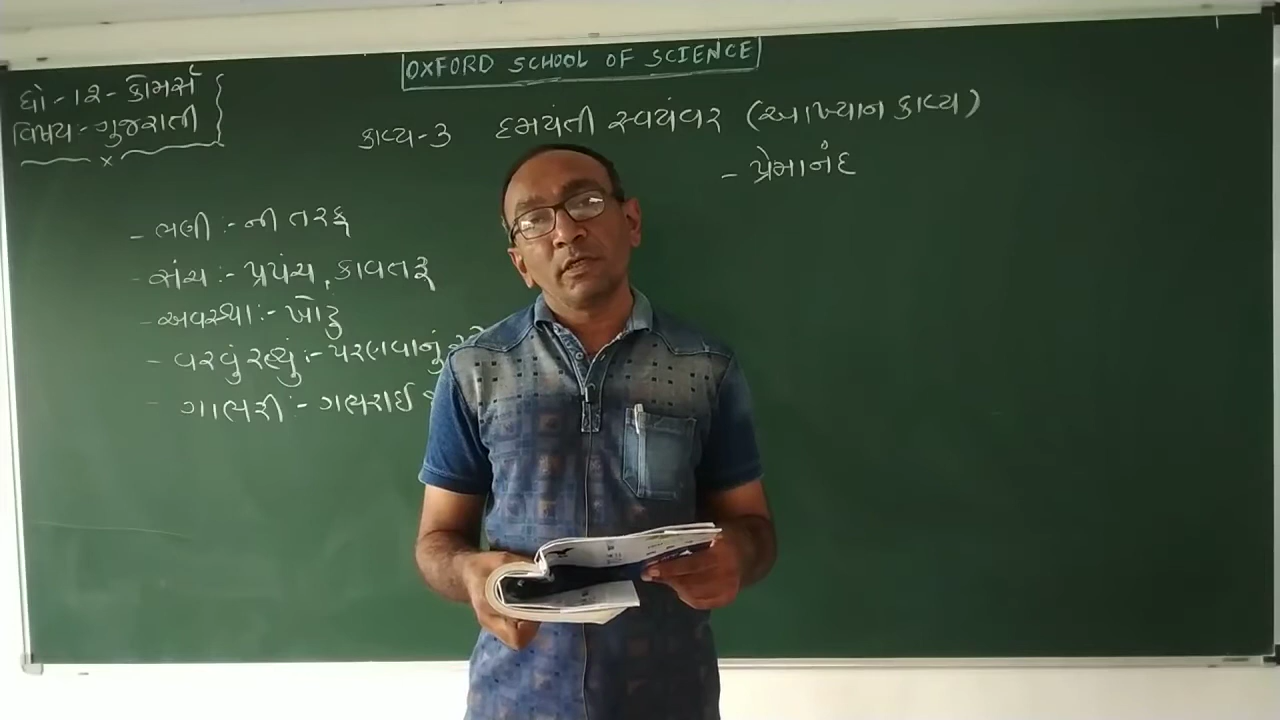 OXFORD SCHOOL OF SCIENCE
ધો-૧૨-કોમર્સ
વિષય:-ગુજરાતી
કાવ્ય-૩ દમયંતી સ્વયંવર (આખ્યાન કાવ્ય)
- પ્રેમાનંદ
- ભણી:- ની તરફ
- સંચ:- પ્રપંચ, કાવતરૂ
- અવસ્થા:- ખોટુ
- વરવું રહ્યું:- પરણવાનું
- ગાભરી:- ગભરાઈ